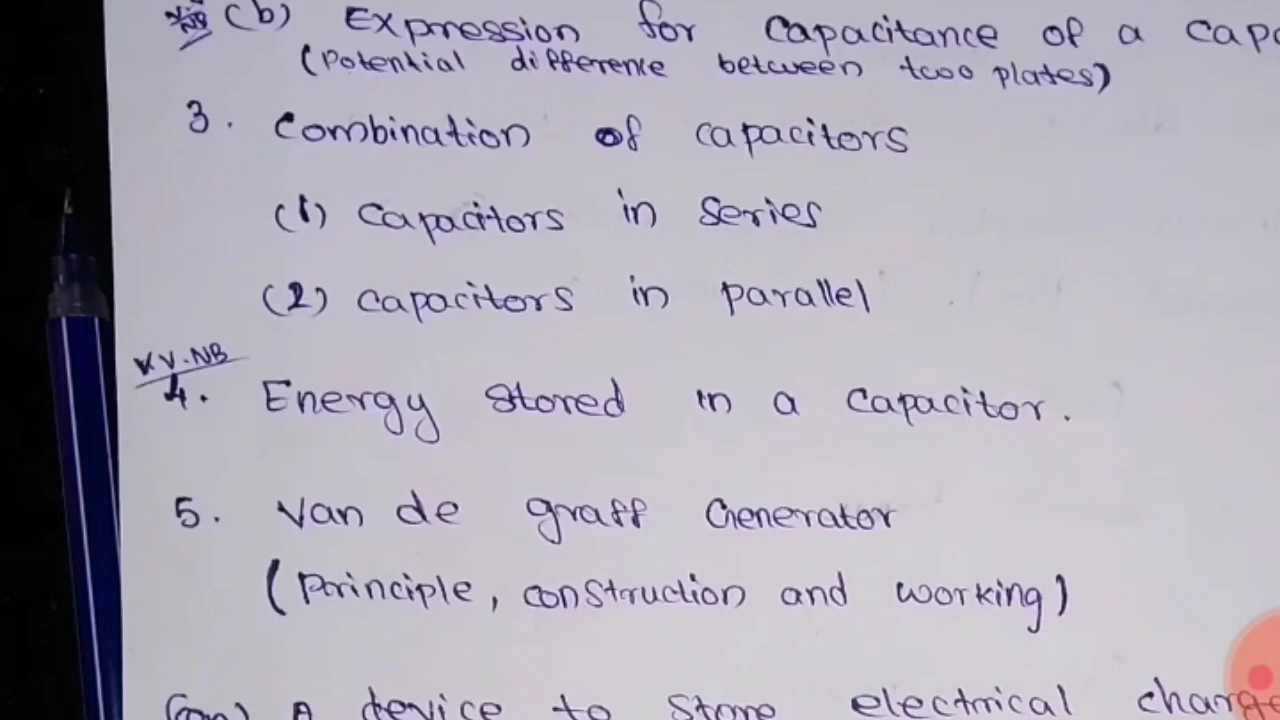 (b) Expression for Capacitance of a Capa
(Potential difference between two plates)
3. Combination of capacitors
(1) Capacitors in series
(2) Capacitors in parallel
V.NB
4. Energy stored in a Capacitor.
5. Van de graff Generator
(Principle, construction and working)
A device to store electrical charge